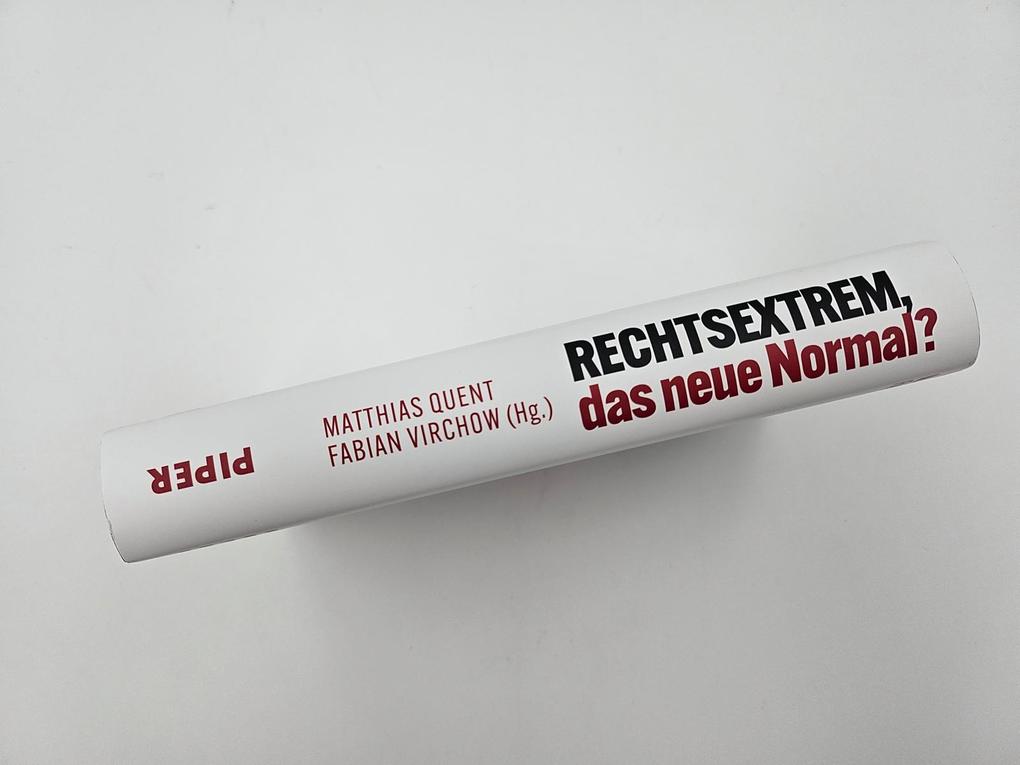 RECHTSEXTREM,
das neue Normal?
MATTHIAS QUENT
FABIAN VIRCHOW (Hg.)
PIPER